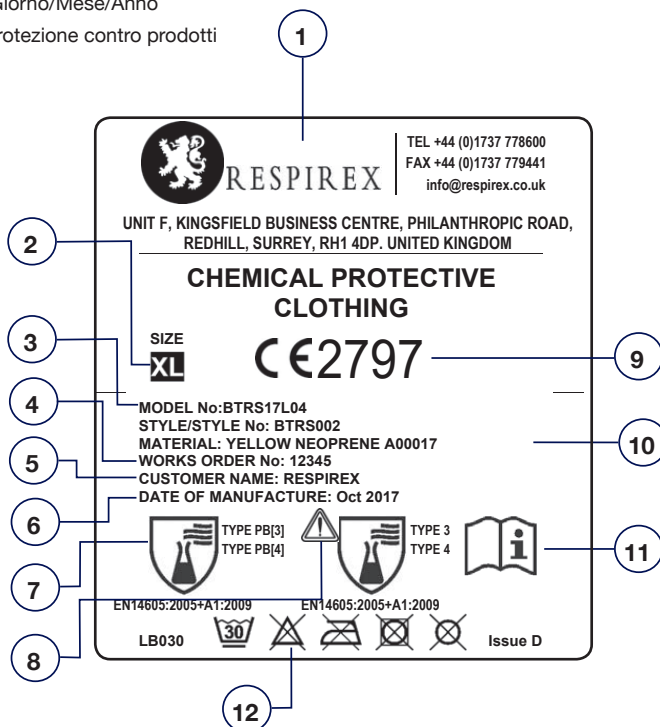 Giorno/Mese/Anno
rotezione contro prodotti
1
RESPIREX
TEL +44 (0)1737 778600
FAX +44 (0)1737 779441
info@respirex.co.uk
UNIT F, KINGSFIELD BUSINESS CENTRE, PHILANTHROPIC ROAD,
REDHILL, SURREY, RH1 4DP. UNITED KINGDOM
2
CHEMICAL PROTECTIVE
CLOTHING
3
SIZE
XL
CE2797
9
4
MODEL No:BTRS17L04
STYLE/STYLE No: BTRS002
MATERIAL: YELLOW NEOPRENE A00017
10
WORKS ORDER No: 12345
5
CUSTOMER NAME: RESPIREX
DATE OF MANUFACTURE: Oct 2017
6
TYPE PB[3]
TYPE PB[4]
TYPE 3
TYPE 4
i
11
7
EN14605:2005+A1:2009
EN14605:2005+A1:2009
8
LB030
30
Issue D
12